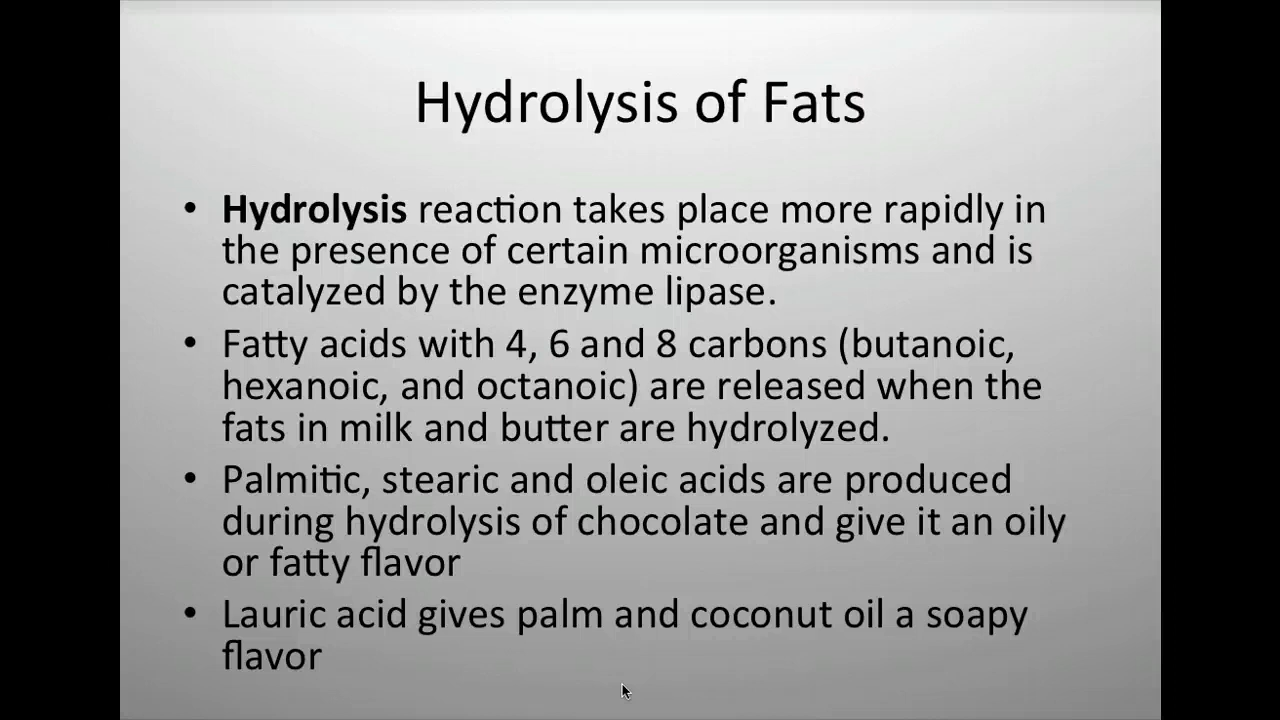 Hydrolysis of Fats
• Hydrolysis reaction takes place more rapidly in
the presence of certain microorganisms and is
catalyzed by the enzyme lipase.
• Fatty acids with 4, 6 and 8 carbons (butanoic,
hexanoic, and octanoic) are released when the
fats in milk and butter are hydrolyzed.
• Palmitic, stearic and oleic acids are produced
during hydrolysis of chocolate and give it an oily
or fatty flavor
• Lauric acid gives palm and coconut oil a soapy
flavor